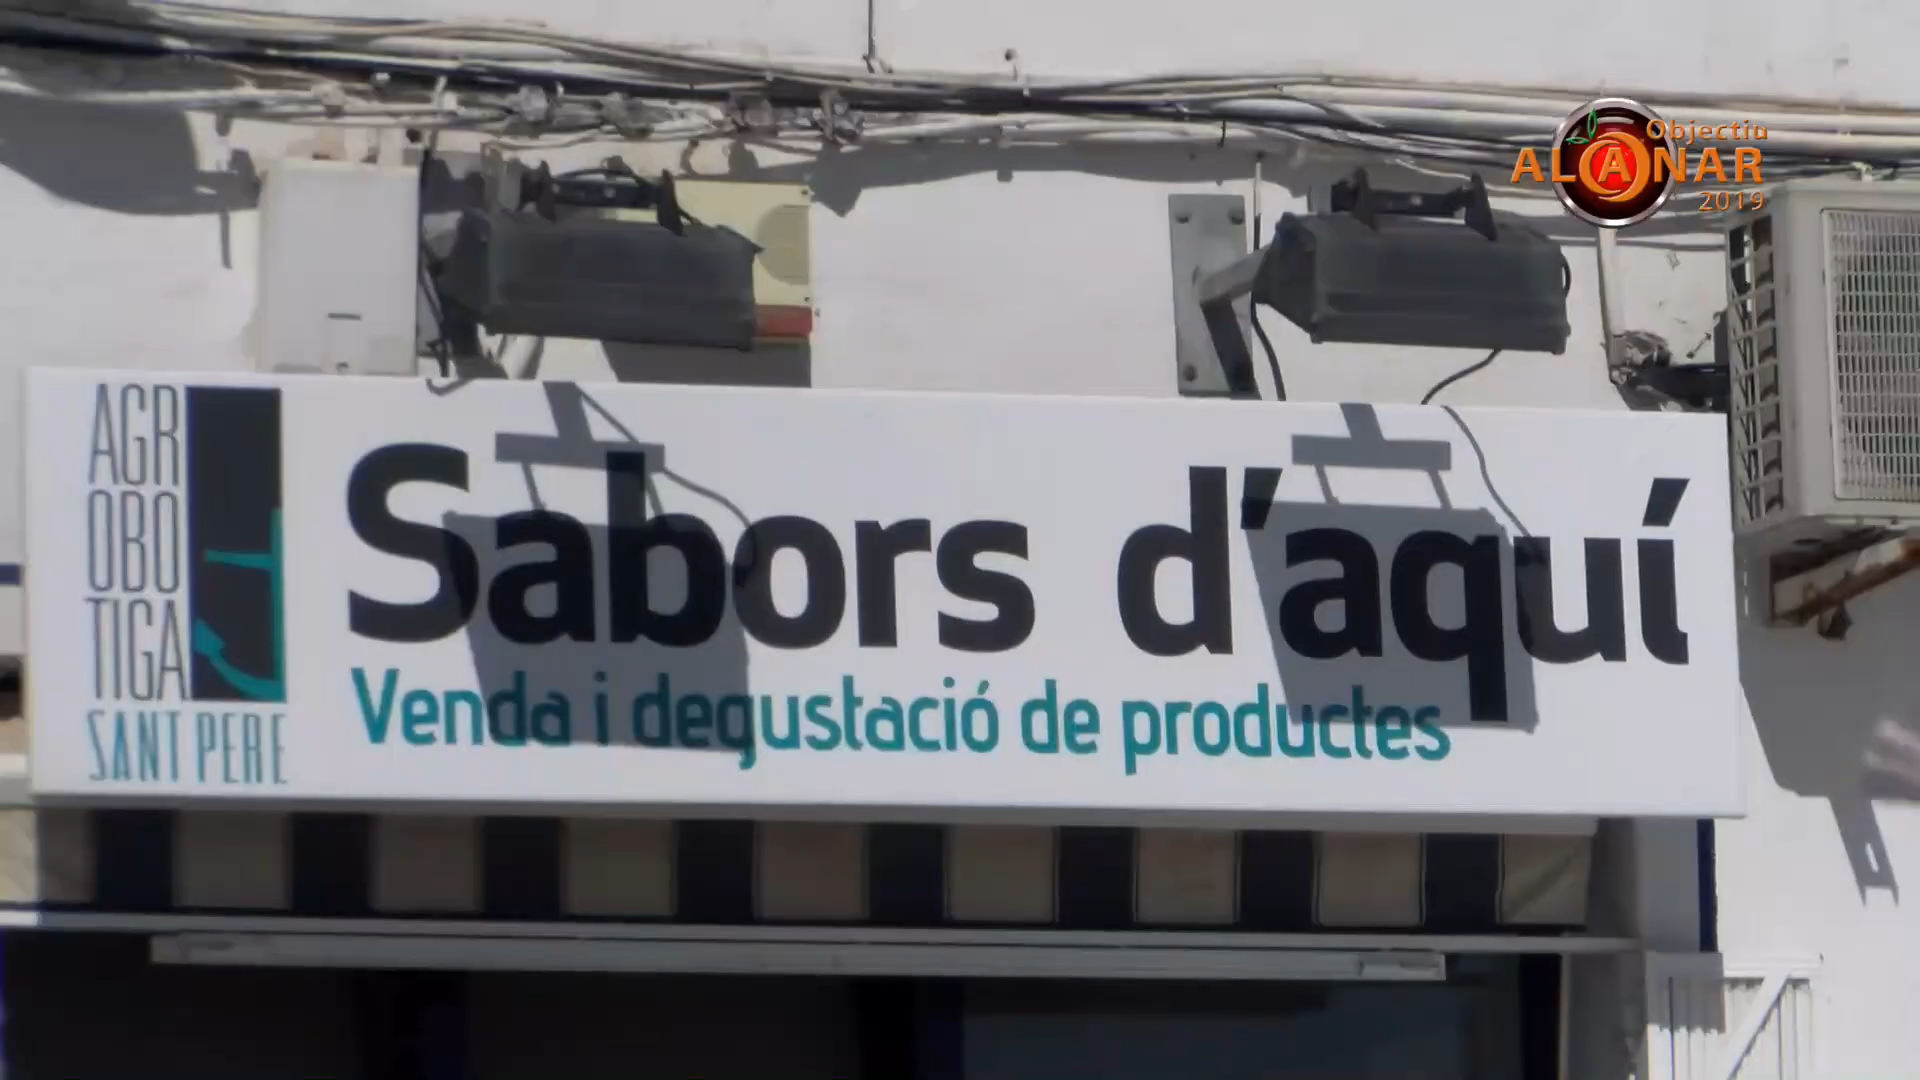 Objectiu
ALCANAR
2019
AGR
OBO
TIGA
SANT PERE
Sabors d'aquí
Venda i degustació de productes